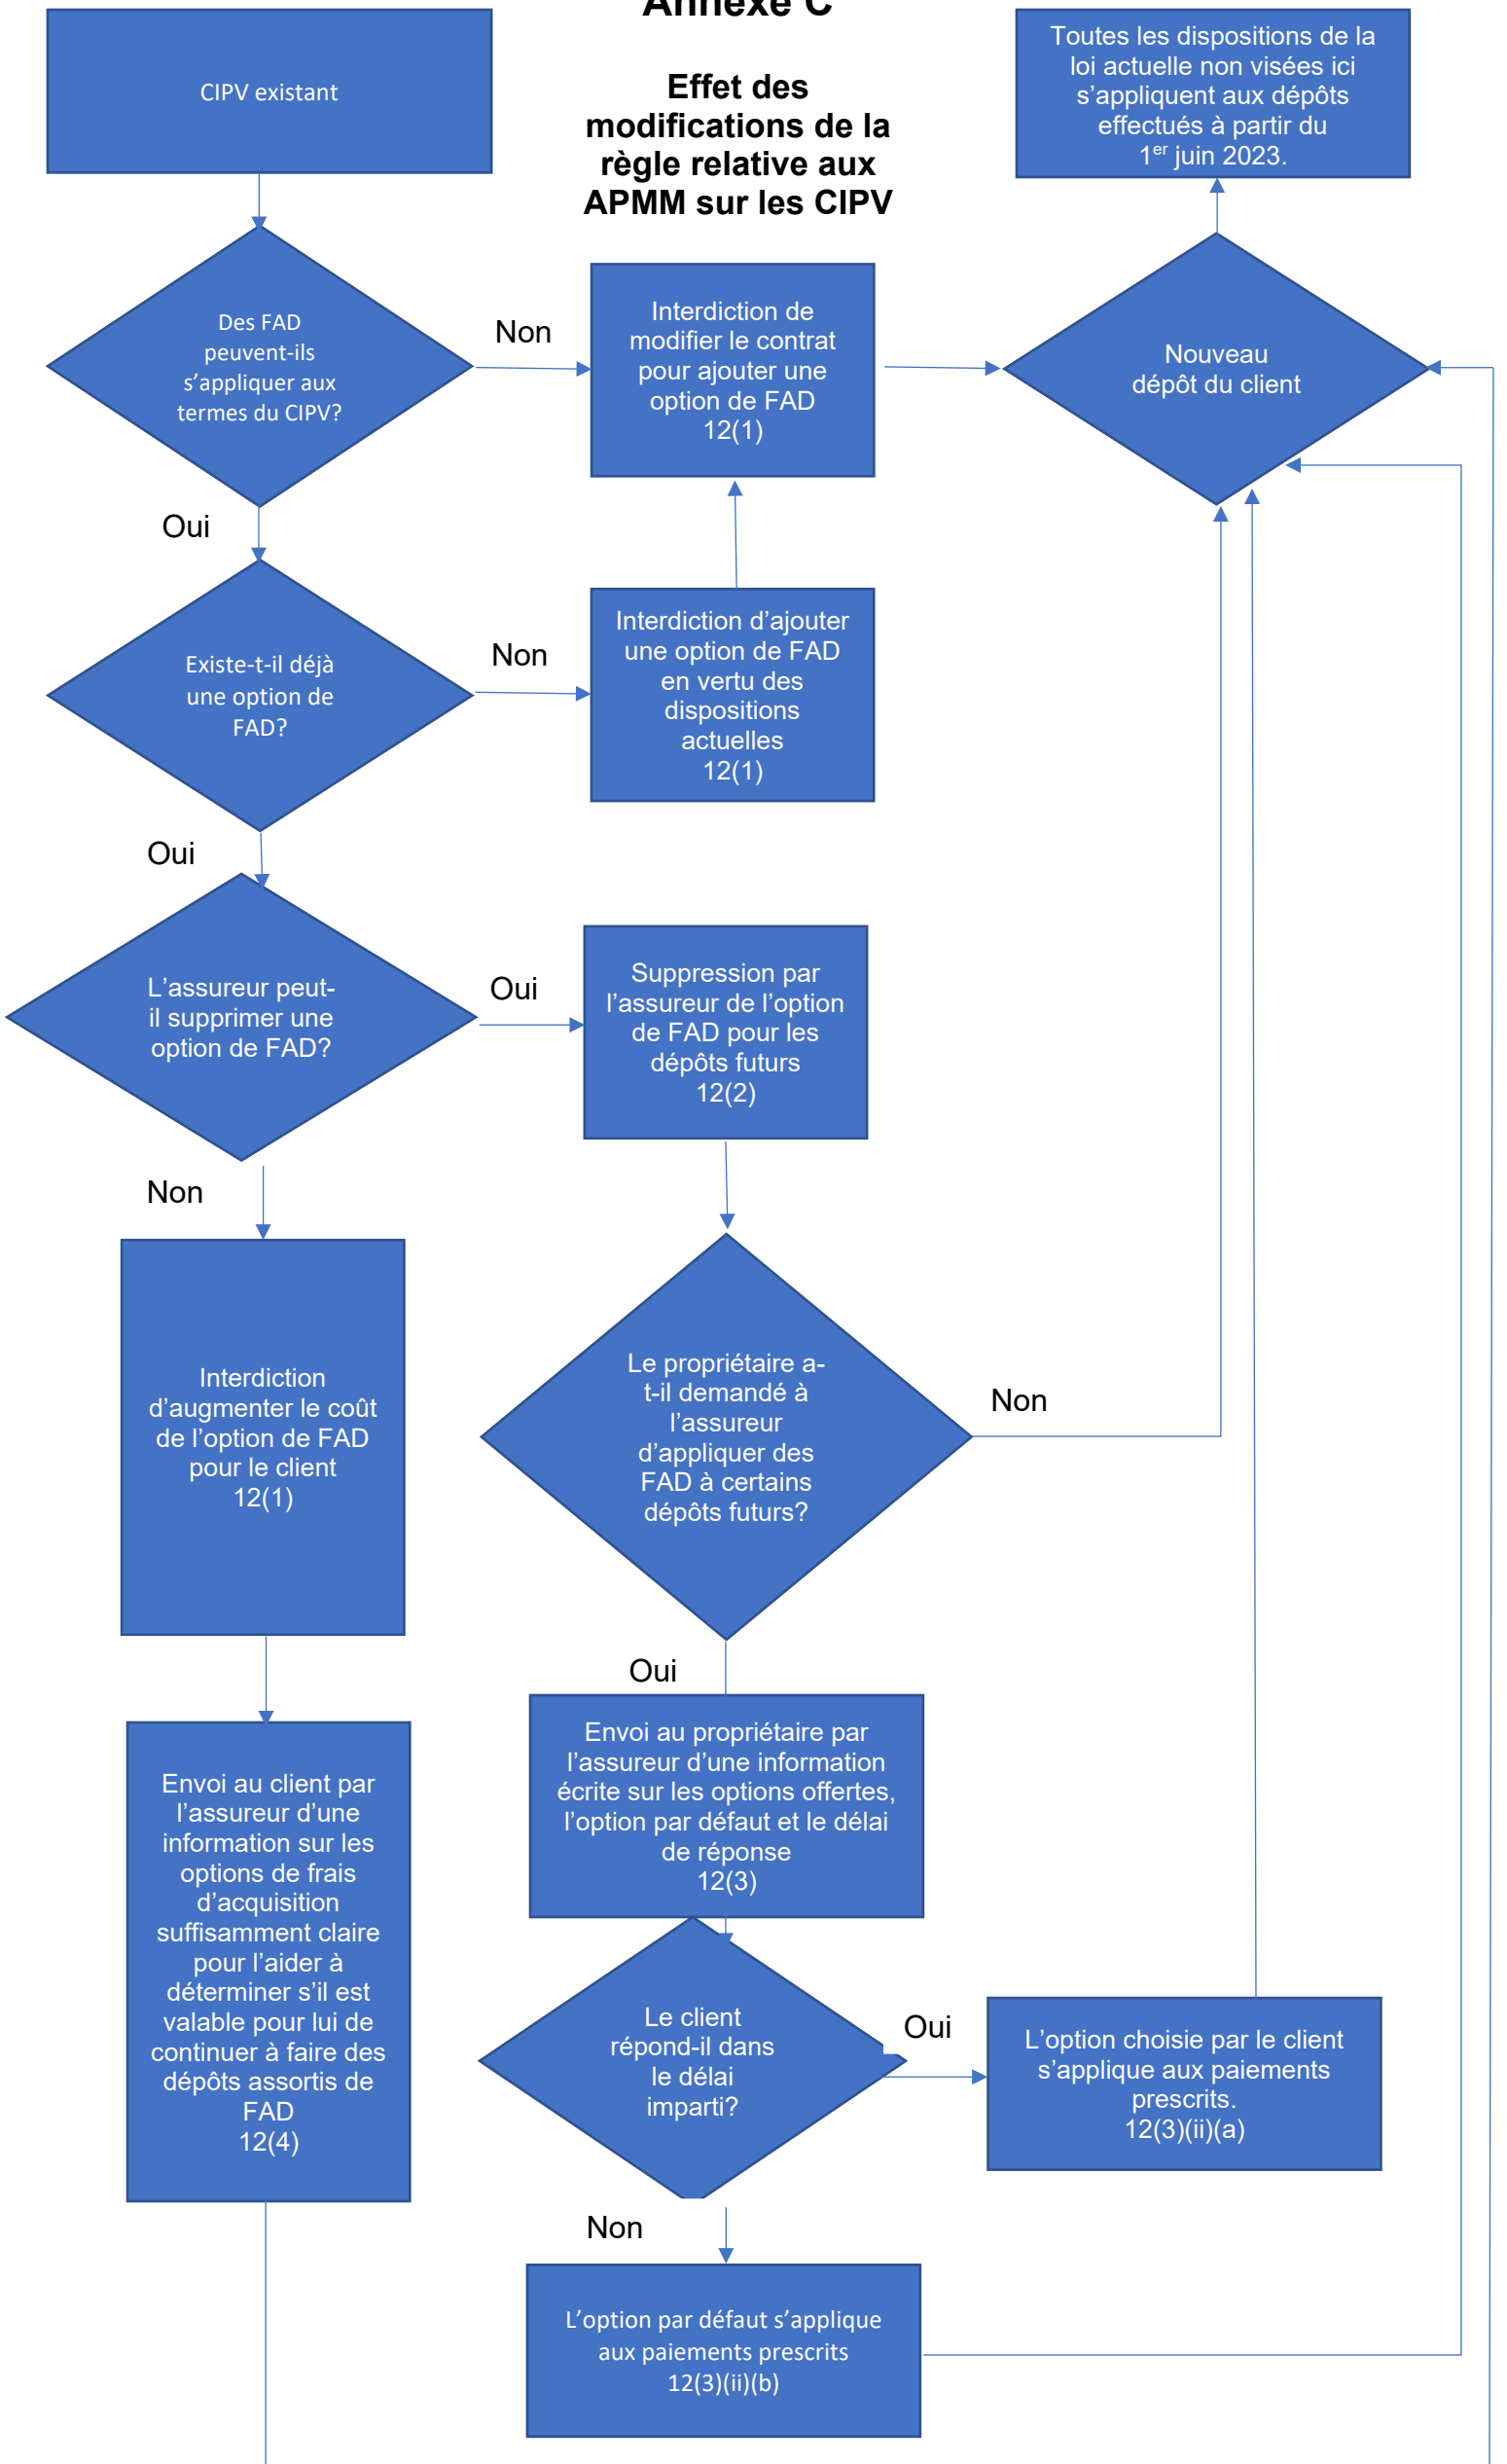 Annexe C
Effet des
modifications de la
règle relative aux
APMM sur les CIPV
CIPV existant
Toutes les dispositions de la
loi actuelle non visées ici
s’appliquent aux dépôts
effectués à partir du
1er juin 2023.
Des FAD
peuvent-ils
s’appliquer aux
termes du CIPV?
Non
Interdiction de
modifier le contrat
pour ajouter une
option de FAD
12(1)
Nouveau
dépôt du client
Oui
Existe-t-il déjà
une option de
FAD?
Non
Interdiction d’ajouter
une option de FAD
en vertu des
dispositions
actuelles
12(1)
Oui
L’assureur peut-
il supprimer une
option de FAD?
Oui
Suppression par
l’assureur de l’option
de FAD pour les
dépôts futurs
12(2)
Non
Interdiction
d’augmenter le coût
de l’option de FAD
pour le client
12(1)
Le propriétaire a-
t-il demandé à
l’assureur
d’appliquer des
FAD à certains
dépôts futurs?
Non
Oui
Envoi au client par
l’assureur d’une
information sur les
options de frais
d’acquisition
suffisamment claire
pour l’aider à
déterminer s’il est
valable pour lui de
continuer à faire des
dépôts assortis de
FAD
12(4)
Envoi au propriétaire par
l’assureur d’une information
écrite sur les options offertes,
l’option par défaut et le délai
de réponse
12(3)
Le client
répond-il dans
le délai
imparti?
Oui
L’option choisie par le client
s’applique aux paiements
prescrits.
12(3)(ii)(a)
Non
L’option par défaut s’applique
aux paiements prescrits
12(3)(ii)(b)